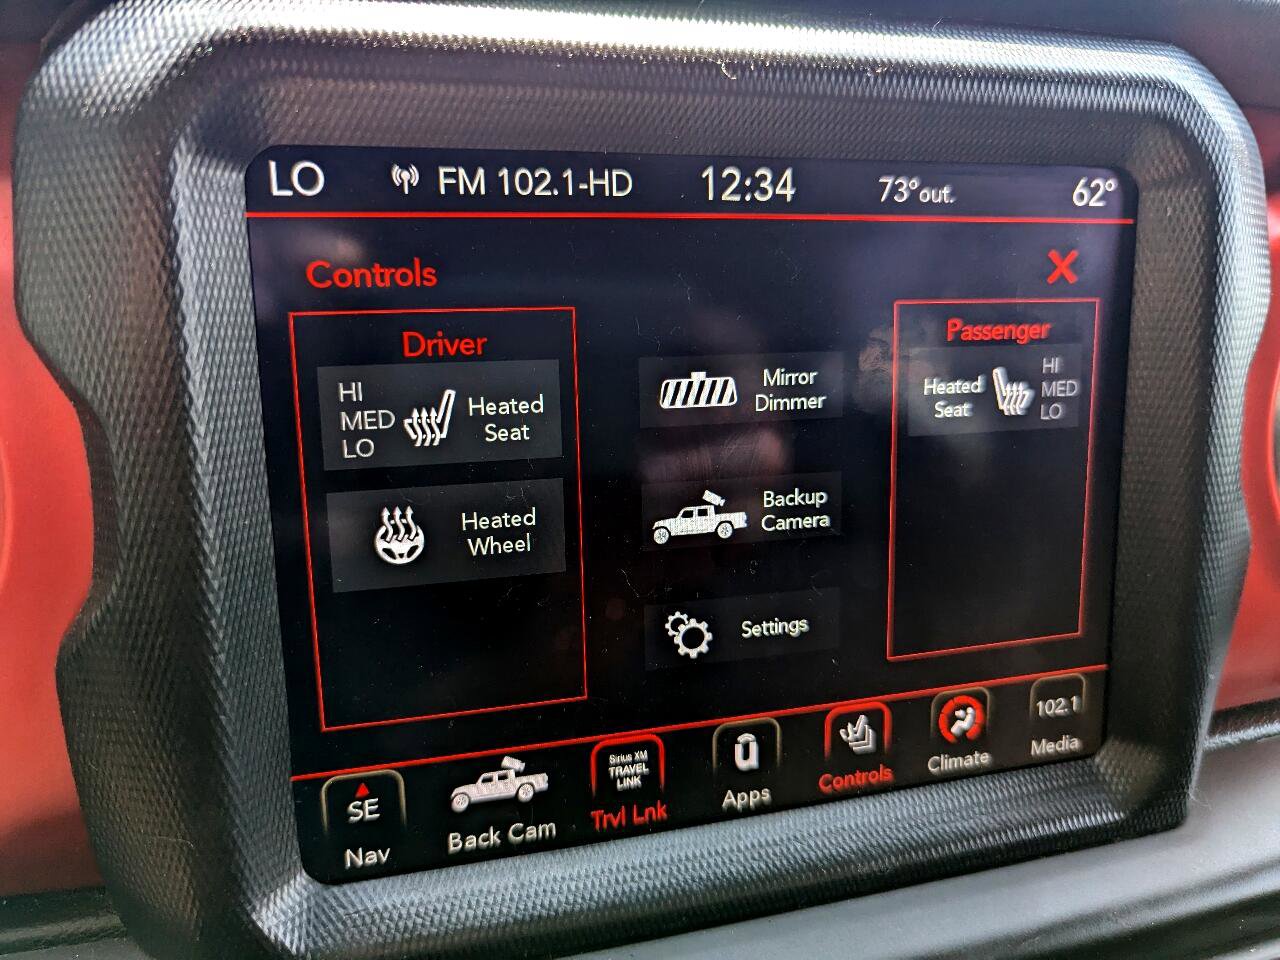 LO FM 102.1-HD 12:34 73° out. 62°
Controls X
Driver
HI
MED
LO
Heated
Seat
Heated
Wheel
Mirror
Dimmer
Backup
Camera
Settings
Passenger
Heated
Seat
HI
MED
LO
SE
Nav
Back Cam
Sirius XM
TRAVEL
LINK
Trvl Lnk
Apps
Controls
Climate
102.1
Media